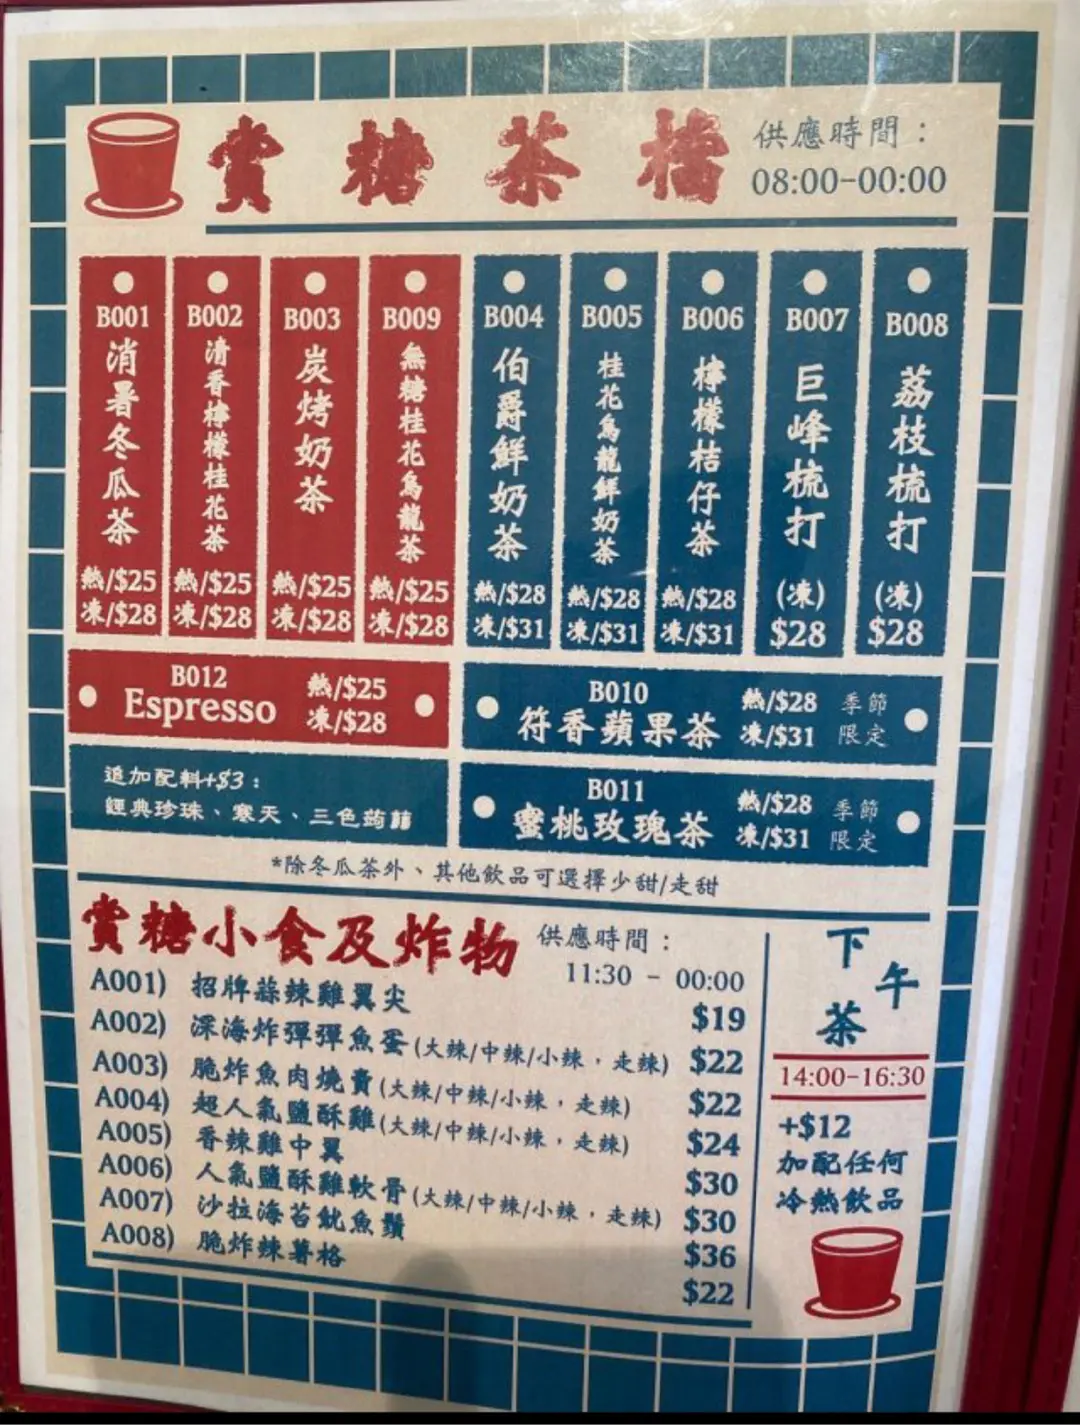 賞糖茶檔
供應時間：
08:00-00:00
B001
消暑冬瓜茶
熱/$25
凍/$28
B002
清香檸檬桂花茶
熱/$25
凍/$28
B003
炭烤奶茶
熱/$25
凍/$28
B009
無糖桂花烏龍茶
熱/$25
凍/$28
B004
伯爵鮮奶茶
熱/$28
凍/$31
B005
桂花烏龍鮮奶茶
熱/$28
凍/$31
B006
檸檬桔仔茶
熱/$28
凍/$31
B007
巨峰梳打
(凍)
$28
B008
荔枝梳打
(凍)
$28
B012
Espresso
熱/$25
凍/$28
B010
符香蘋果茶
熱/$28
凍/$31
季節
限定
追加配料+$3：
經典珍珠、寒天、三色蒟蒻
B011
蜜桃玫瑰茶
熱/$28
凍/$31
季節
限定
*除冬瓜茶外、其他飲品可選擇少甜/走甜
賞糖小食及炸物
供應時間：
11:30 - 00:00
A001) 招牌蒜辣雞翼尖 $19
A002) 深海炸彈彈魚蛋(大辣/中辣/小辣，走辣) $22
A003) 脆炸魚肉燒賣(大辣/中辣/小辣，走辣) $22
A004) 超人氣鹽酥雞(大辣/中辣/小辣，走辣) $24
A005) 香辣雞中翼 $30
A006) 人氣鹽酥雞軟骨(大辣/中辣/小辣，走辣) $30
A007) 沙拉海苔魷魚鬚 $36
A008) 脆炸辣薯格 $22
下午茶
14:00-16:30
+$12
加配任何
冷熱飲品